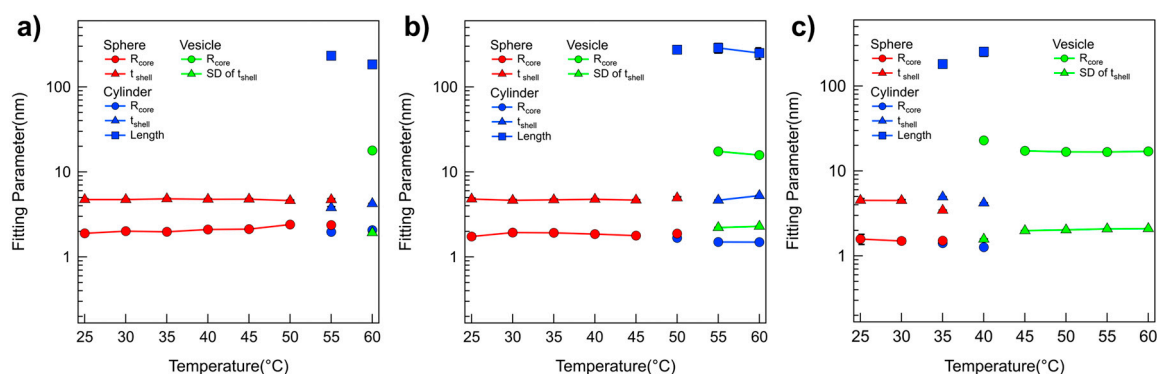 a)
Fitting Parameter(nm)
100
10
1
Sphere
Rcore
t shell
Cylinder
Rcore
tshell
Length
Vesicle
Rcore
SD of tshell
25 30 35 40 45 50 55 60
Temperature(°C)
b)
Fitting Parameter(nm)
100
10
1
Sphere
Rcore
t shell
Cylinder
Rcore
tshell
Length
Vesicle
Rcore
SD of tshell
25 30 35 40 45 50 55 60
Temperature(°C)
c)
Fitting Parameter(nm)
100
10
1
Sphere
Rcore
t shell
Cylinder
Rcore
tshell
Length
Vesicle
Rcore
SD of tshell
25 30 35 40 45 50 55 60
Temperature(°C)